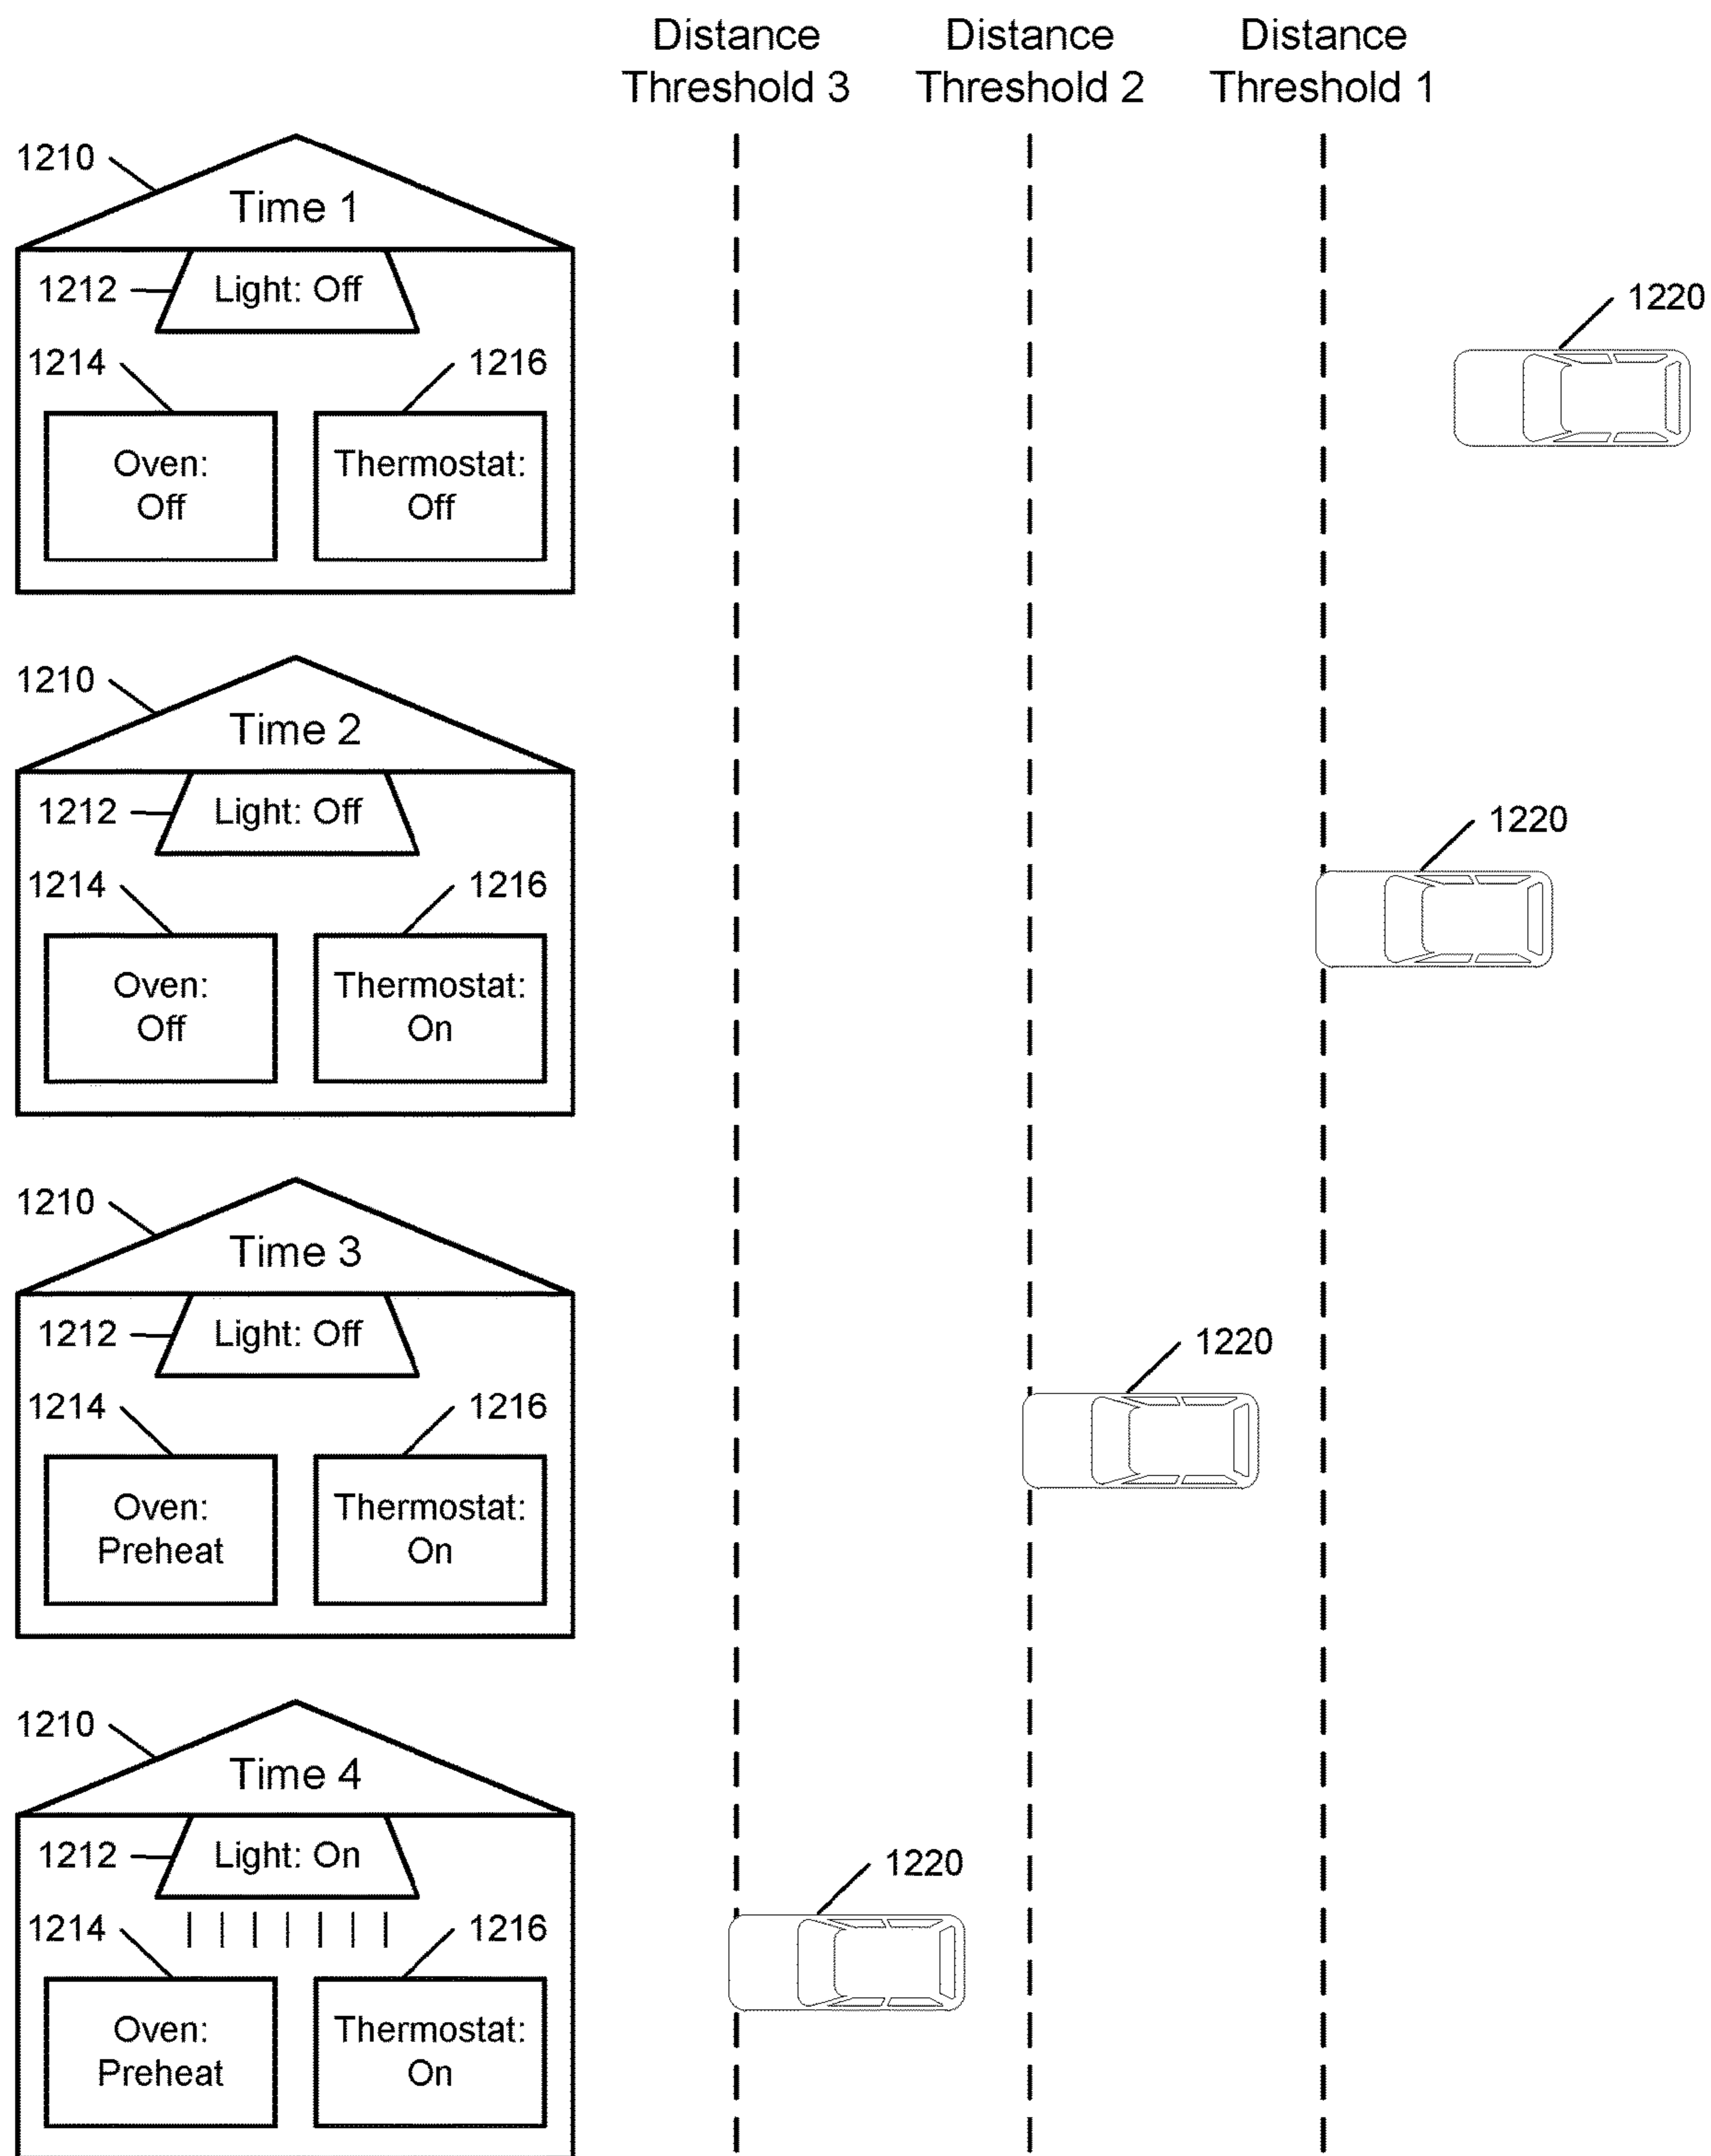 Distance
Threshold 3
Distance
Threshold 2
Distance
Threshold 1
1210
Time 1
1212
Light: Off
1220
1214
1216
Oven:
Off
Thermostat:
Off
1210
Time 2
1212
Light: Off
1220
1214
1216
Oven:
Off
Thermostat:
On
1210
Time 3
1212
Light: Off
1220
1214
1216
Oven:
Preheat
Thermostat:
On
1210
Time 4
1212
Light: On
1220
1214
1216
Oven:
Preheat
Thermostat:
On